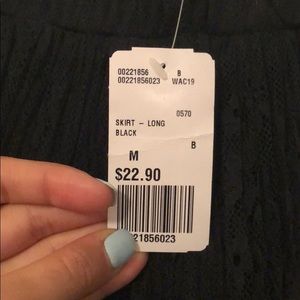 00221856 B
00221856023 WAC19
0570
SKIRT - LONG
BLACK
B
M
$22.90
221856023